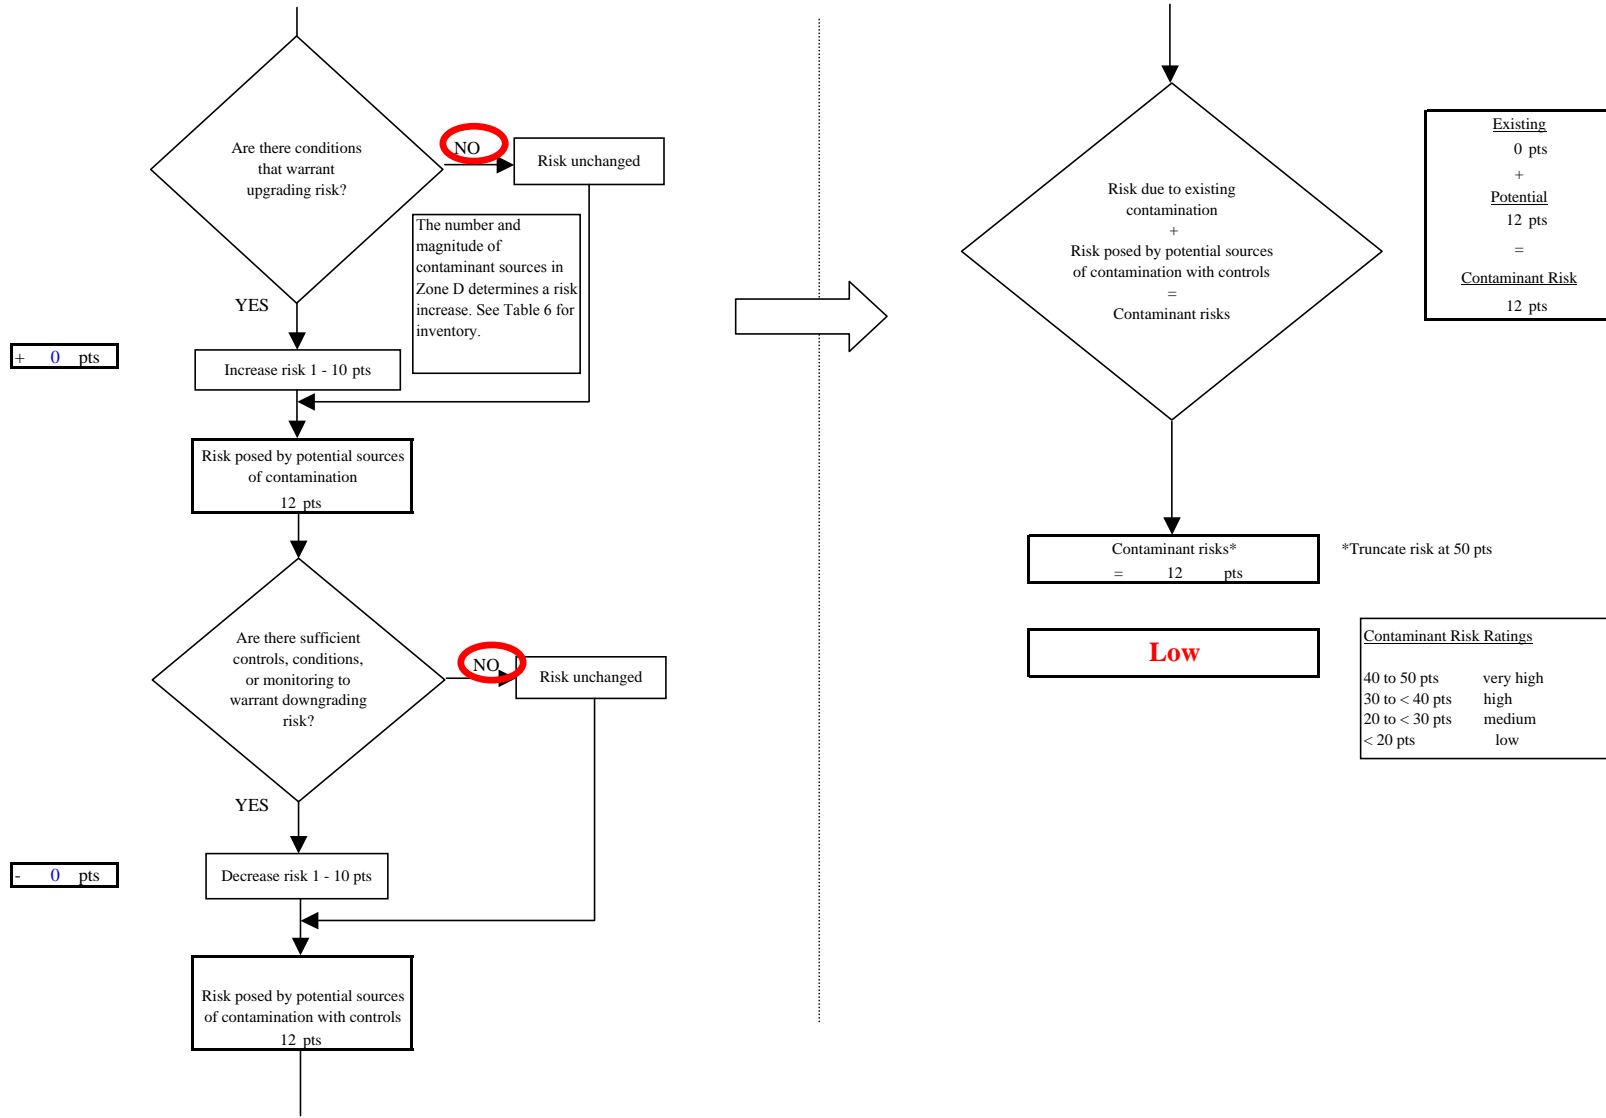 Are there conditions
that warrant
upgrading risk?
NO
Risk unchanged
The number and
magnitude of
contaminant sources in
Zone D determines a risk
increase. See Table 6 for
inventory.
YES
+ 0 pts
Increase risk 1 - 10 pts
Risk posed by potential sources
of contamination
12 pts
Are there sufficient
controls, conditions,
or monitoring to
warrant downgrading
risk?
NO
Risk unchanged
YES
- 0 pts
Decrease risk 1 - 10 pts
Risk posed by potential sources
of contamination with controls
12 pts
Risk due to existing
contamination
+
Risk posed by potential sources
of contamination with controls
=
Contaminant risks
Existing
0 pts
+
Potential
12 pts
=
Contaminant Risk
12 pts
Contaminant risks*
= 12 pts
*Truncate risk at 50 pts
Low
Contaminant Risk Ratings
40 to 50 pts very high
30 to < 40 pts high
20 to < 30 pts medium
< 20 pts low